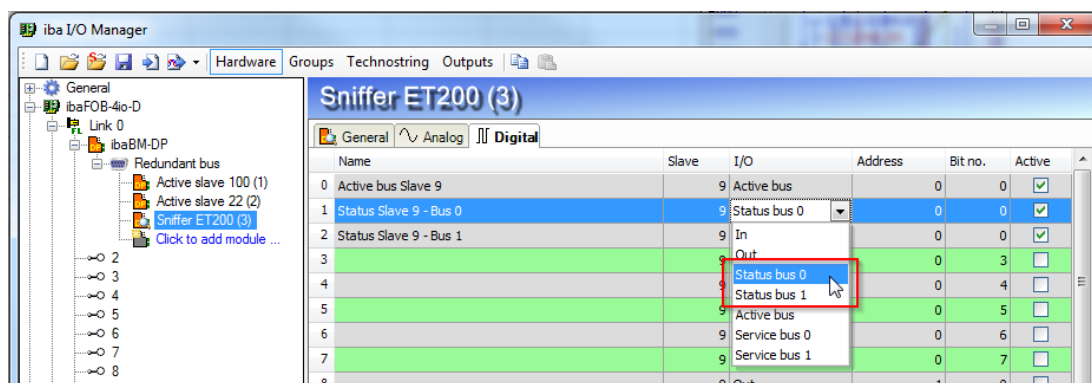 iba I/O Manager
Hardware Groups Technostring Outputs
General
ibaFOB-4io-D
Link 0
ibaBM-DP
Redundant bus
Active slave 100 (1)
Active slave 22 (2)
Sniffer ET200 (3)
Click to add module ...
2
3
4
5
6
7
8
Sniffer ET200 (3)
General Analog Digital
Name Slave I/O Address Bit no. Active
0 Active bus Slave 9 9 Active bus 0 0
1 Status Slave 9 - Bus 0 9 Status bus 0 0 0
2 Status Slave 9 - Bus 1 9 In 0 0
3 9 Out 0 3
4 9 Status bus 0 0 4
Status bus 1
5 9 Active bus 0 5
6 9 Service bus 0 0 6
7 9 Service bus 1 0 7